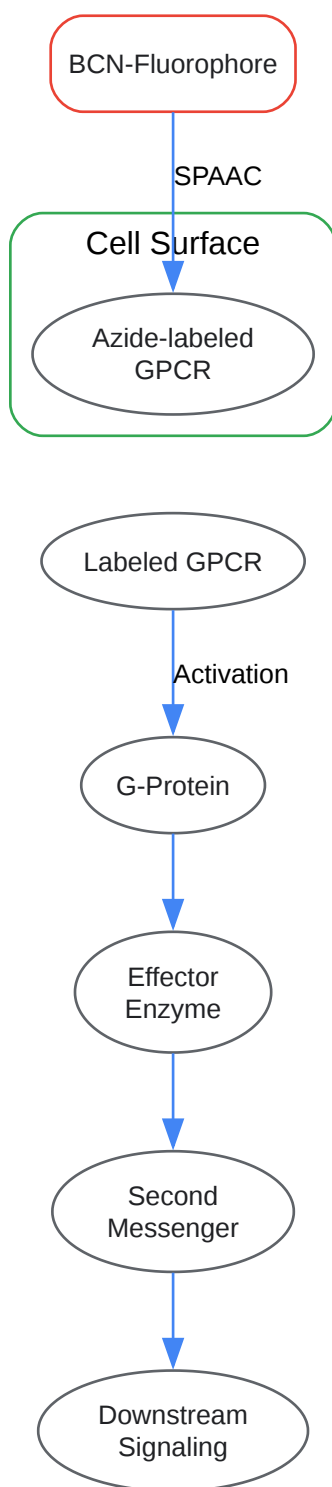 BCN-Fluorophore
SPAAC
Cell Surface
Azide-labeled
GPCR
Labeled GPCR
Activation
G-Protein
Effector
Enzyme
Second
Messenger
Downstream
Signaling